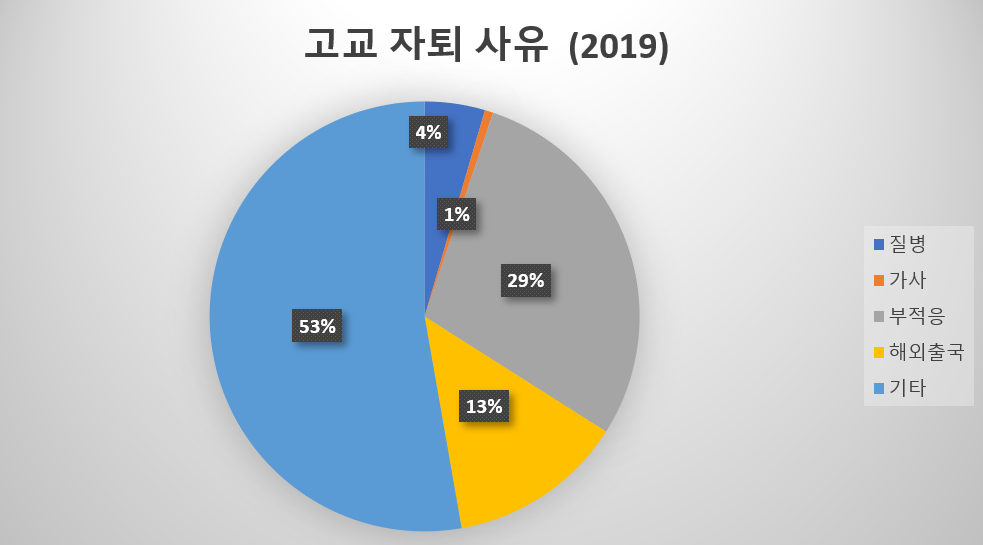 고교 자퇴 사유 (2019)
4%
1%
29%
53%
13%
질병
가사
부적응
해외출국
기타